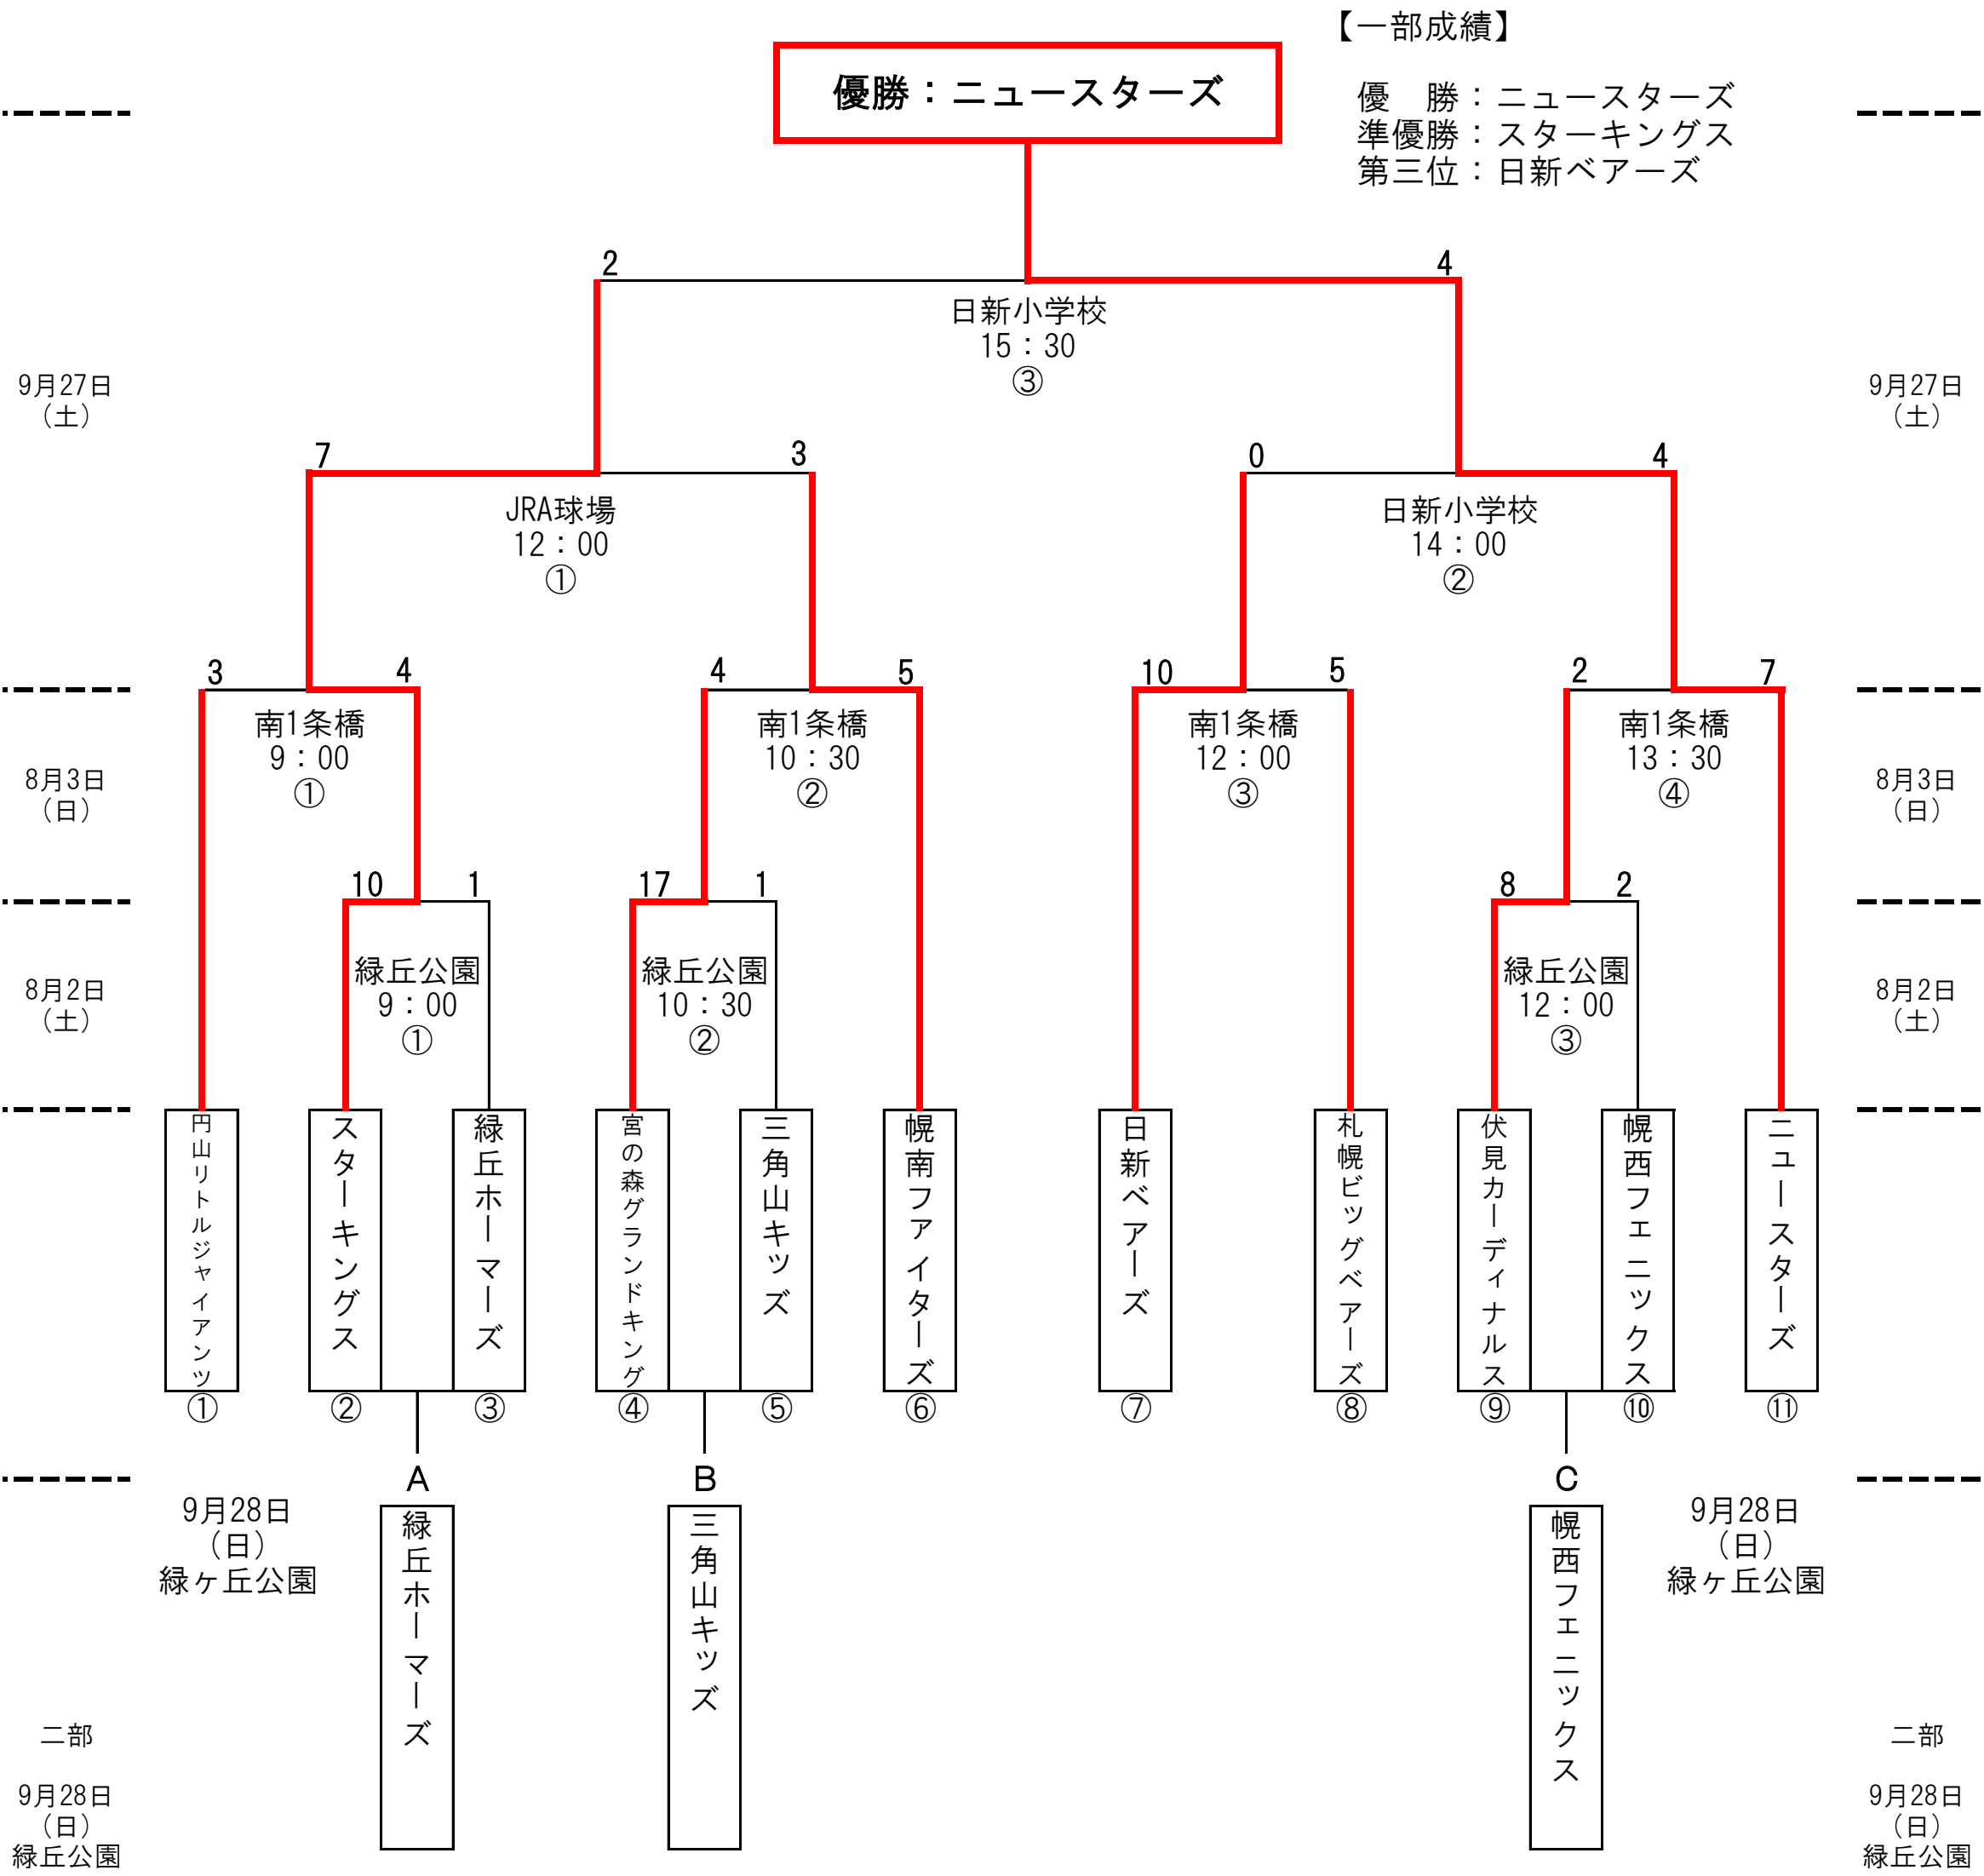 【一部成績】
優勝：ニュースターズ
優　勝：ニュースターズ
準優勝：スターキングス
第三位：日新ベアーズ
2
4
日新小学校
15：30
③
9月27日
（土）
9月27日
（土）
7
3
0
4
JRA球場
12：00
①
日新小学校
14：00
②
3
4
4
5
10
5
2
7
南1条橋
9：00
①
南1条橋
10：30
②
南1条橋
12：00
③
南1条橋
13：30
④
8月3日
（日）
8月3日
（日）
10
1
17
1
8
2
緑丘公園
9：00
①
緑丘公園
10：30
②
緑丘公園
12：00
③
8月2日
（土）
8月2日
（土）
円山リトルジャイアンツ
スターキングス
緑丘ホーマーズ
宮の森グランドキング
三角山キッズ
幌南ファイターズ
日新ベアーズ
札幌ビッグベアーズ
伏見カーディナルス
幌西フェニックス
ニュースターズ
①
②
③
④
⑤
⑥
⑦
⑧
⑨
⑩
⑪
A
B
C
9月28日
（日）
緑ヶ丘公園
9月28日
（日）
緑ヶ丘公園
緑丘ホーマーズ
三角山キッズ
幌西フェニックス
二部
9月28日
（日）
緑丘公園
二部
9月28日
（日）
緑丘公園